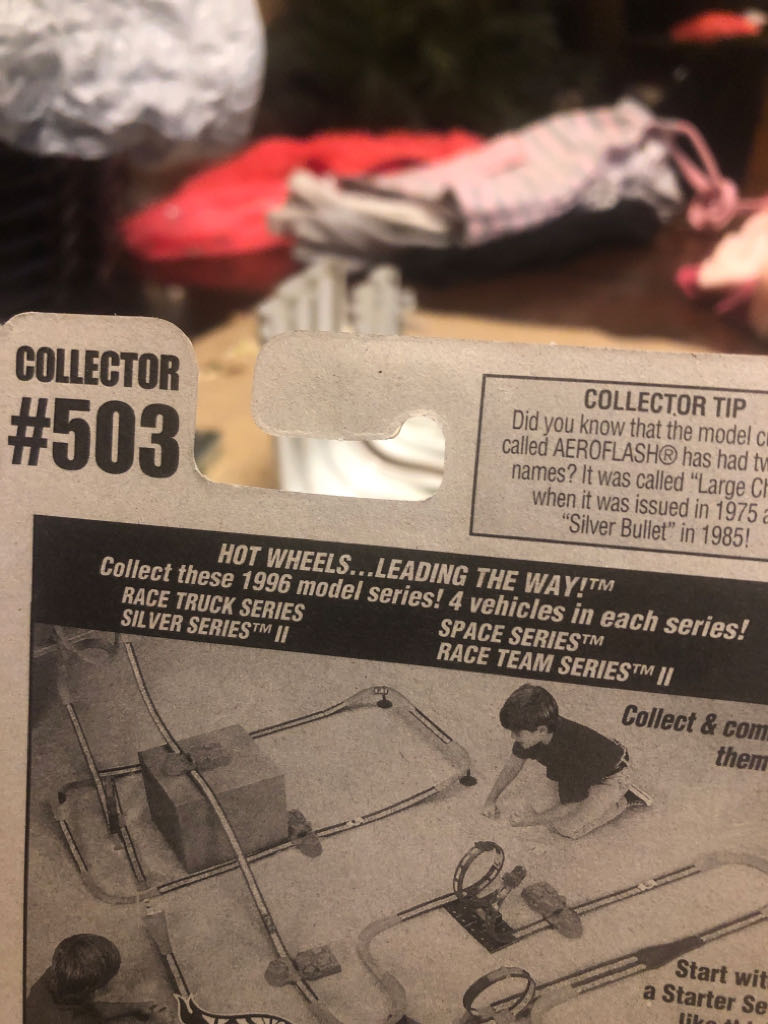 COLLECTOR
#503
COLLECTOR TIP
Did you know that the model
called AEROFLASH® has had
names? It was called "Large
when it was issued in 1975
"Silver Bullet" in 1985!
HOT WHEELS...LEADING THE WAY!™
Collect these 1996 model series! 4 vehicles in each series!
RACE TRUCK SERIES
SILVER SERIES™ II
SPACE SERIES™
RACE TEAM SERIES™ II
Collect &
them
Start
a Starter